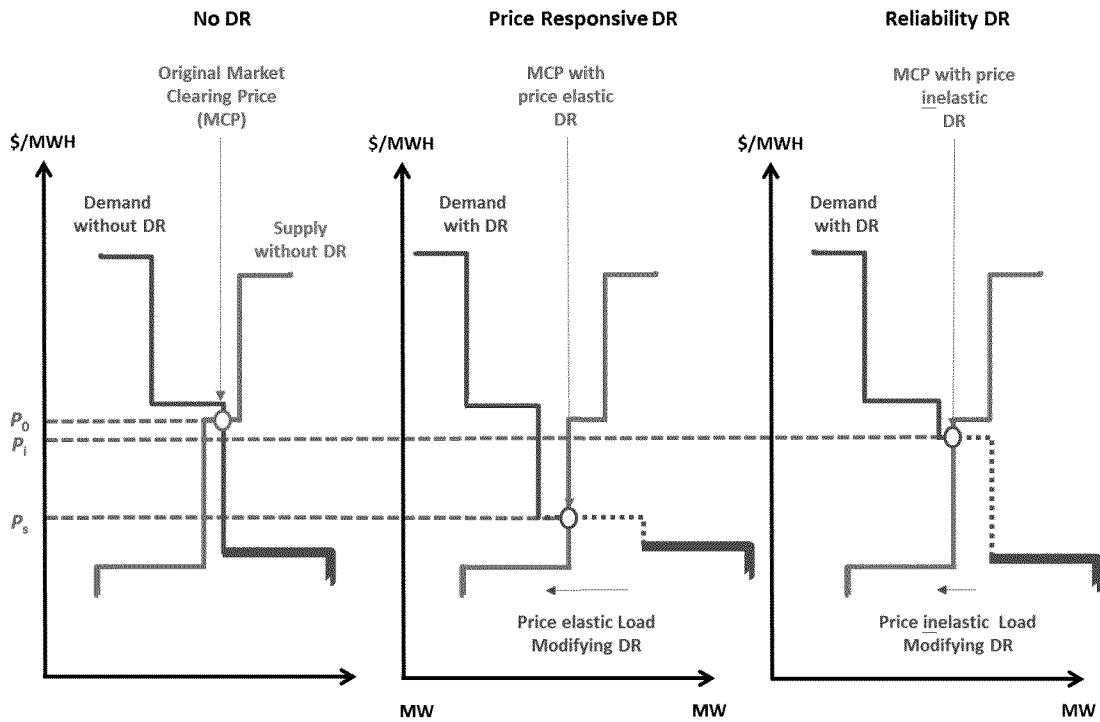 No DR
Price Responsive DR
Reliability DR
Original Market
Clearing Price
(MCP)
MCP with
price elastic
DR
MCP with price
inelastic
DR
$/MWH
$/MWH
$/MWH
Demand
without DR
Supply
without DR
Demand
with DR
Demand
with DR
P0
Pi
Ps
Price elastic Load
Modifying DR
Price inelastic Load
Modifying DR
MW
MW
MW